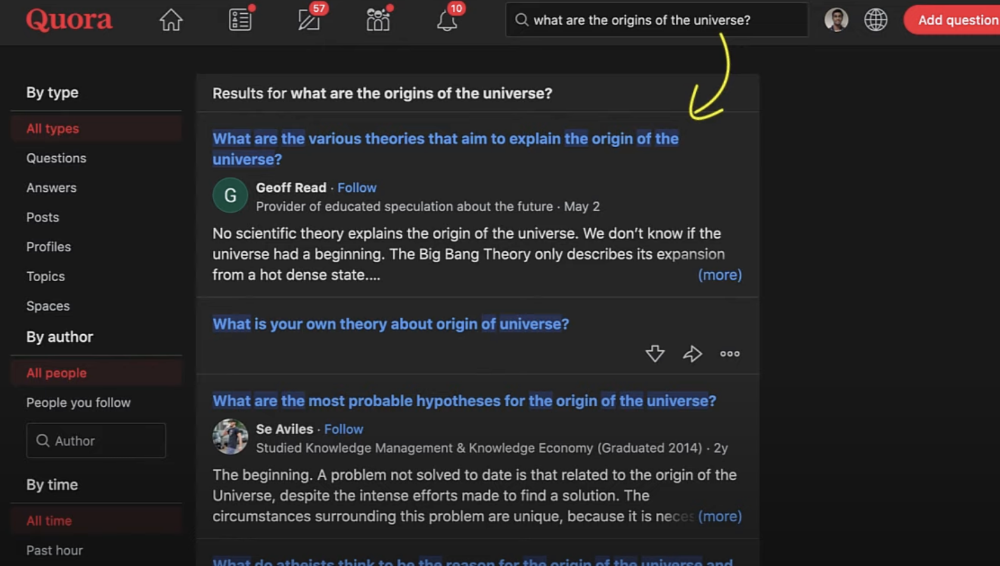 Quora
57
10
what are the origins of the universe?
Add question
By type
All types
Questions
Answers
Posts
Profiles
Topics
Spaces
By author
All people
People you follow
Author
By time
All time
Past hour
Results for what are the origins of the universe?
What are the various theories that aim to explain the origin of the
universe?
G
Geoff Read · Follow
Provider of educated speculation about the future · May 2
No scientific theory explains the origin of the universe. We don’t know if the
universe had a beginning. The Big Bang Theory only describes its expansion
from a hot dense state.... (more)
What is your own theory about origin of universe?
What are the most probable hypotheses for the origin of the universe?
Se Aviles · Follow
Studied Knowledge Management & Knowledge Economy (Graduated 2014) · 2y
The beginning. A problem not solved to date is that related to the origin of the
Universe, despite the intense efforts made to find a solution. The
circumstances surrounding this problem are unique, because it is neces (more)
What do atheists think to be the reason for the origin of the universe and